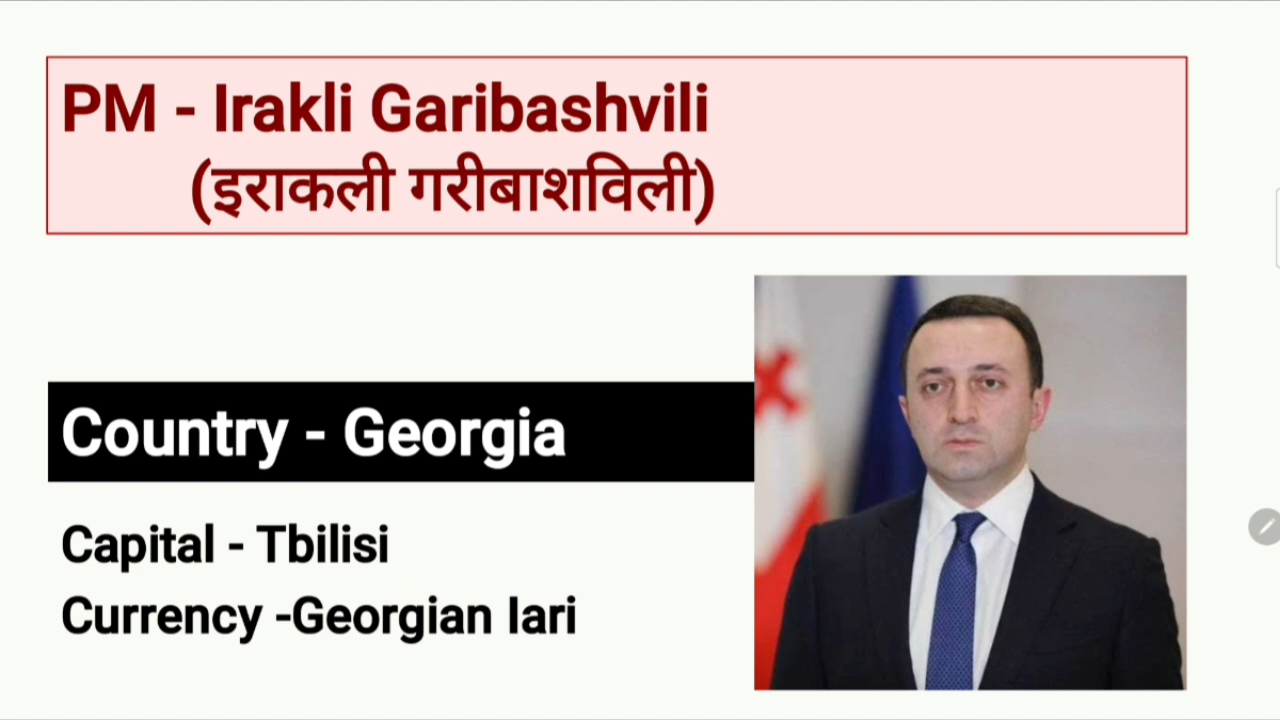 PM - Irakli Garibashvili
(इराकली गरीबाशविली)
Country - Georgia
Capital - Tbilisi
Currency -Georgian lari